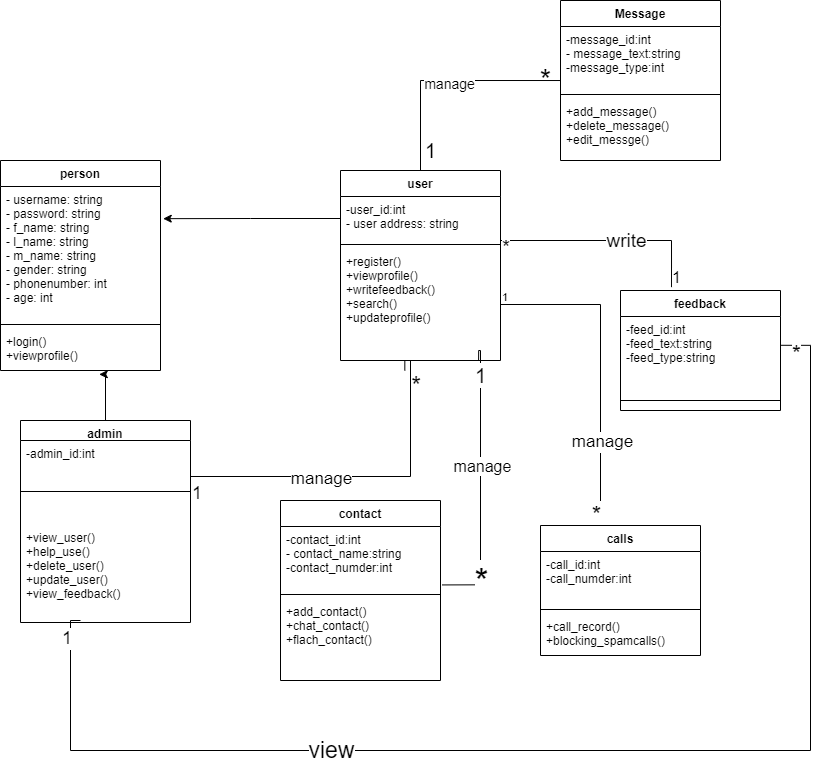 Message
-message_id:int
- message_text:string
-message_type:int
+add_message()
+delete_message()
+edit_messge()
manage
*
1
person
- username: string
- password: string
- f_name: string
- l_name: string
- m_name: string
- gender: string
- phonenumber: int
- age: int
+login()
+viewprofile()
user
-user_id:int
- user address: string
+register()
+viewprofile()
+writefeedback()
+search()
+updateprofile()
*
write
1
feedback
-feed_id:int
-feed_text:string
-feed_type:string
*
1
manage
*
1
manage
*
*
manage
1
admin
-admin_id:int
+view_user()
+help_use()
+delete_user()
+update_user()
+view_feedback()
contact
-contact_id:int
- contact_name:string
-contact_numder:int
+add_contact()
+chat_contact()
+flach_contact()
calls
-call_id:int
-call_numder:int
+call_record()
+blocking_spamcalls()
1
view